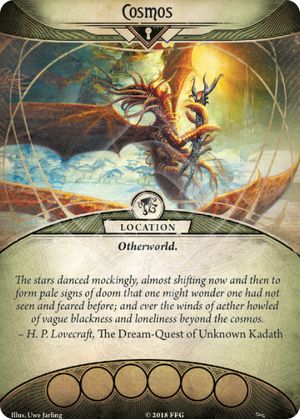 Cosmos
LOCATION
Otherworld.
The stars danced mockingly, almost shifting now and then to
form pale signs of doom that one might wonder one had not
seen and feared before; and ever the winds of aether howled
of vague blackness and loneliness beyond the cosmos.
– H. P. Lovecraft, The Dream-Quest of Unknown Kadath
Illus. Uwe Jarling
© 2018 FFG